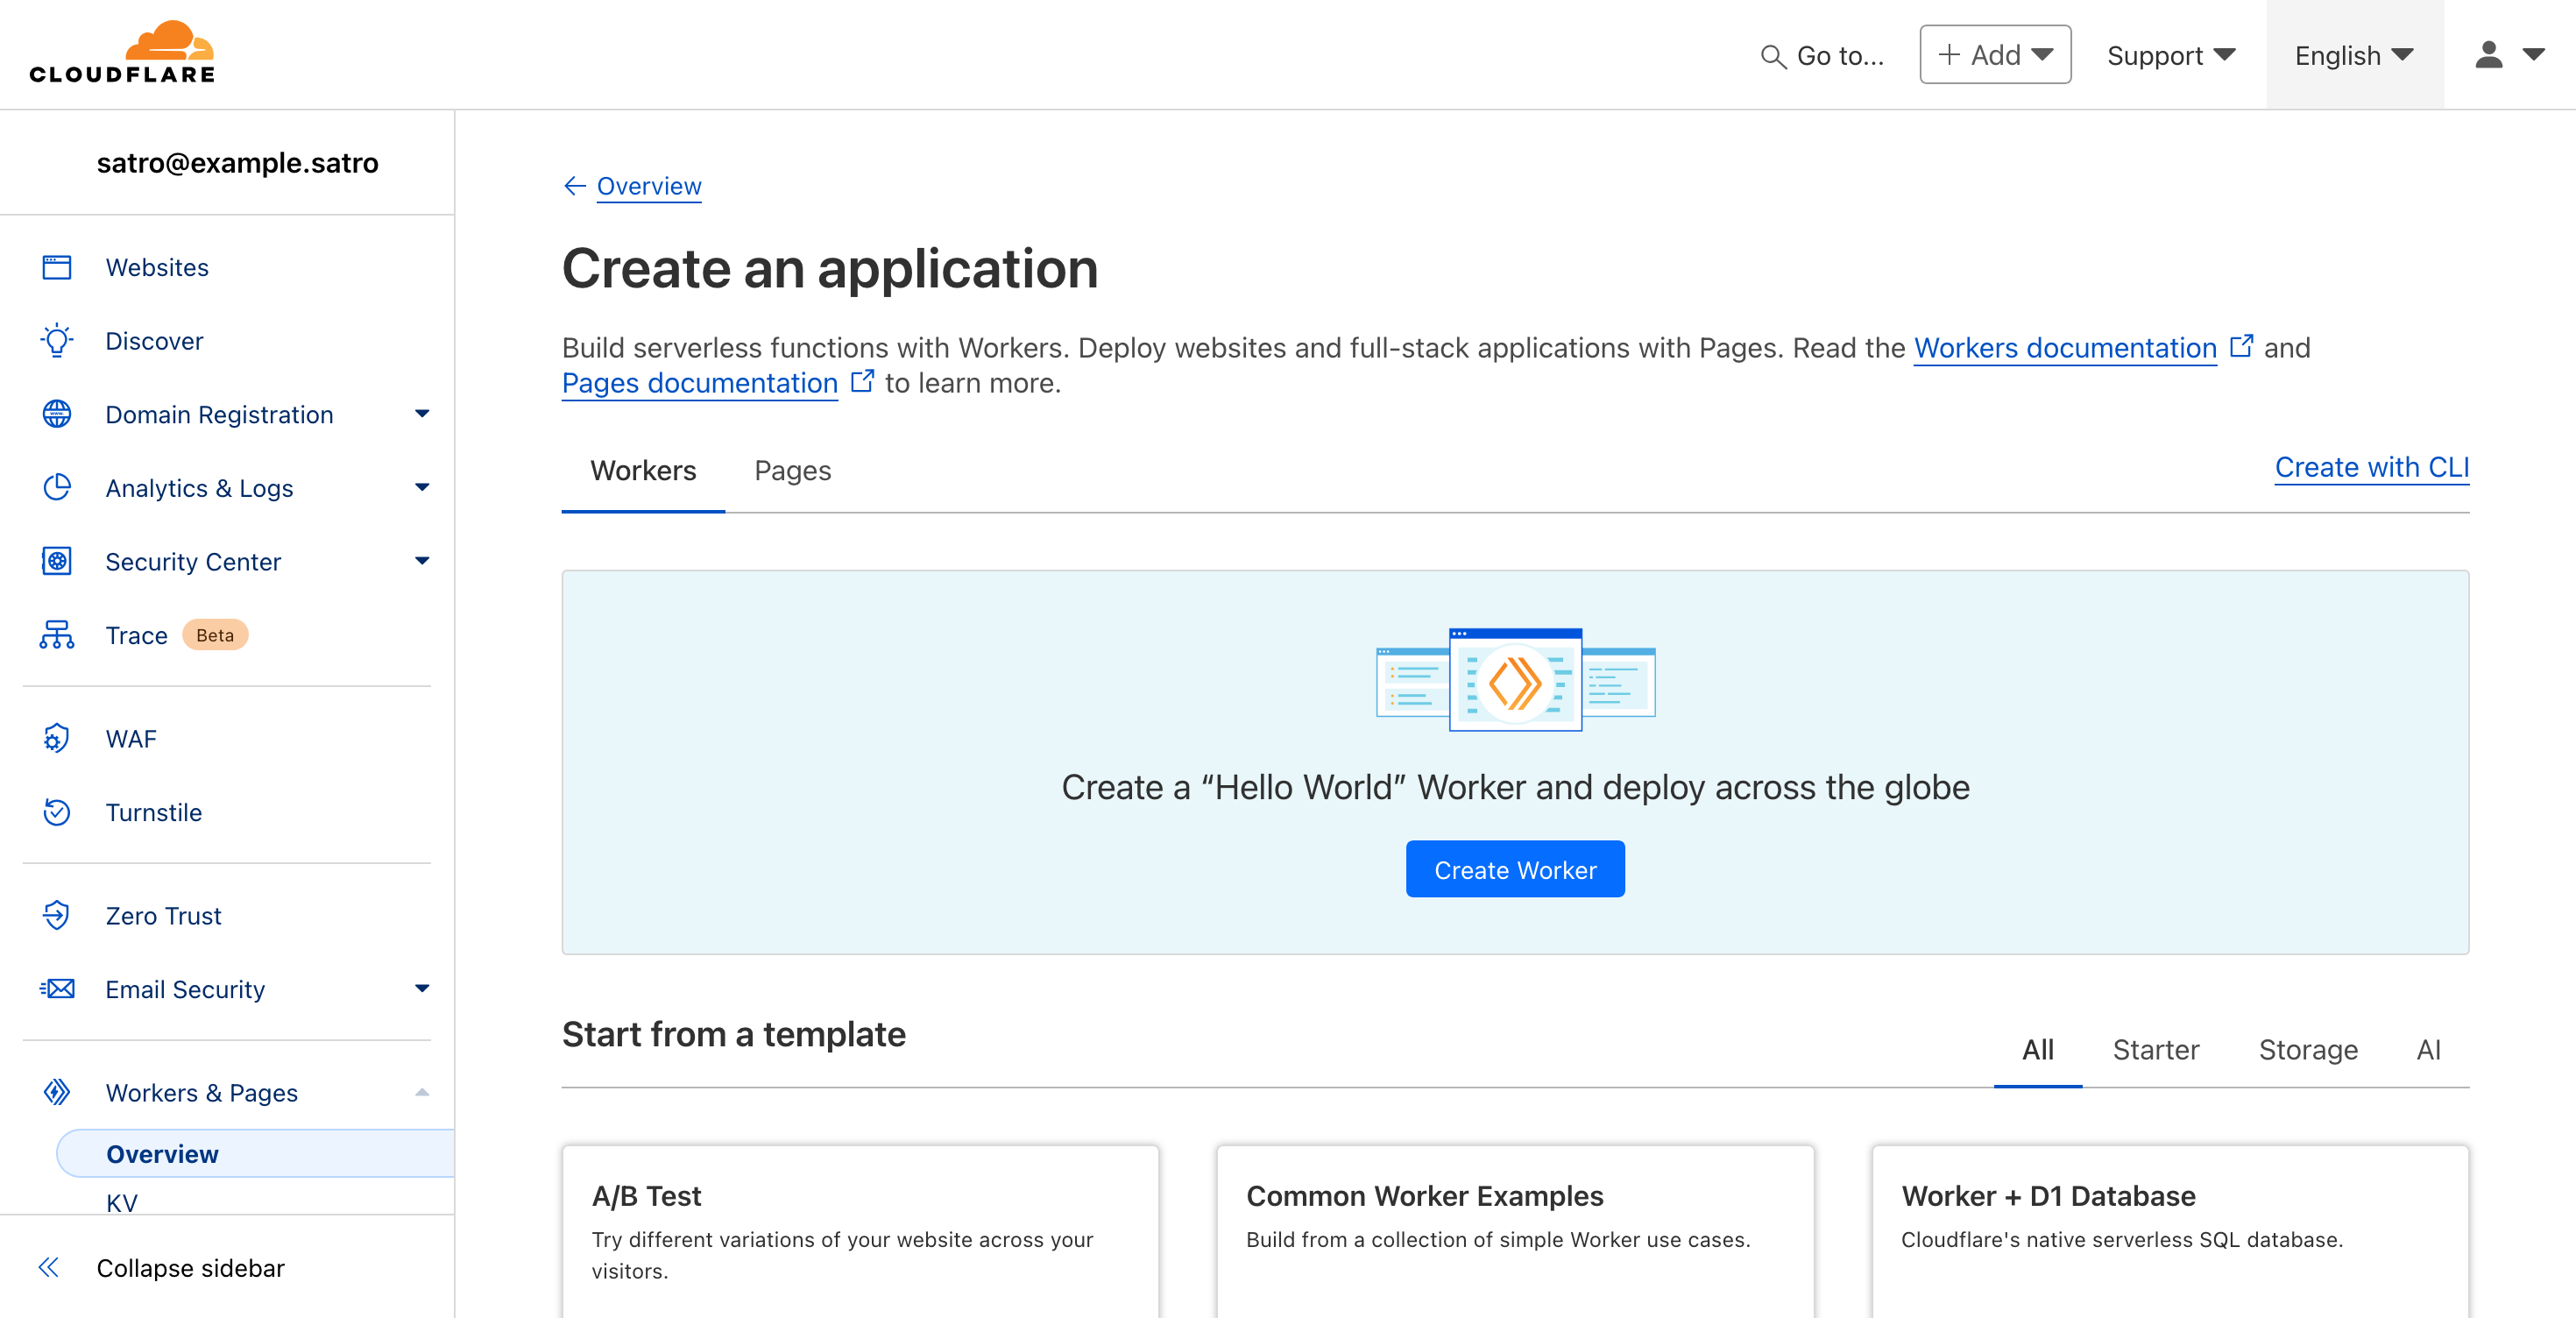 CLOUDFLARE
Go to...
+ Add
Support
English
satro@example.satro
Websites
Discover
Domain Registration
Analytics & Logs
Security Center
Trace Beta
WAF
Turnstile
Zero Trust
Email Security
Workers & Pages
Overview
KV
Collapse sidebar
← Overview
Create an application
Build serverless functions with Workers. Deploy websites and full-stack applications with Pages. Read the Workers documentation and
Pages documentation to learn more.
Workers Pages Create with CLI
Create a “Hello World” Worker and deploy across the globe
Create Worker
Start from a template
All Starter Storage AI
A/B Test
Try different variations of your website across your
visitors.
Common Worker Examples
Build from a collection of simple Worker use cases.
Worker + D1 Database
Cloudflare's native serverless SQL database.